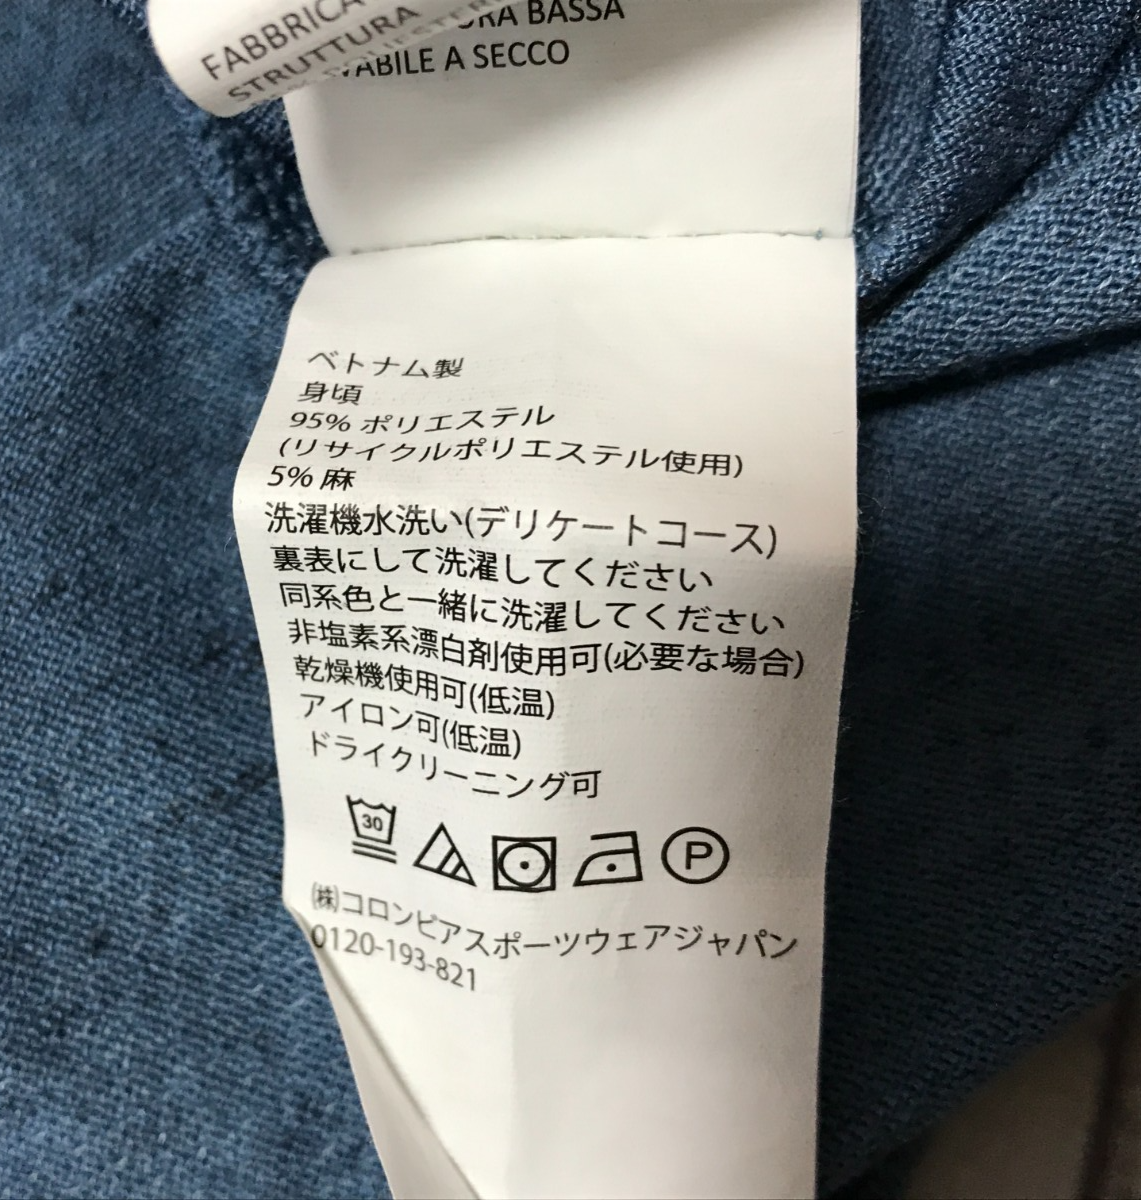 FABBRICA
STRUTTURA
BASSA
A SECCO
ベトナム製
身頃
95% ポリエステル
(リサイクルポリエステル使用)
5% 麻
洗濯機水洗い(デリケートコース)
裏表にして洗濯してください
同系色と一緒に洗濯してください
非塩素系漂白剤使用可(必要な場合)
乾燥機使用可(低温)
アイロン可(低温)
ドライクリーニング可
30
P
㈱コロンビアスポーツウェアジャパン
0120-193-821